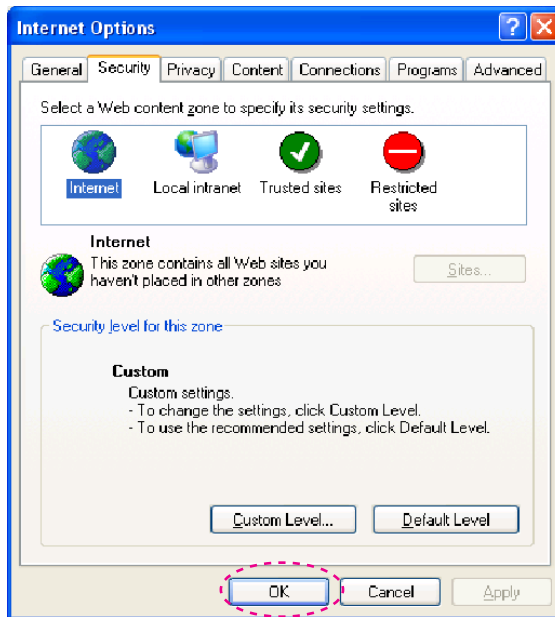 Internet Options
General Security Privacy Content Connections Programs Advanced
Select a Web content zone to specify its security settings.
Internet Local intranet Trusted sites Restricted
sites
Internet
This zone contains all Web sites you
haven't placed in other zones
Sites...
Security level for this zone
Custom
Custom settings.
- To change the settings, click Custom Level.
- To use the recommended settings, click Default Level.
Custom Level... Default Level
OK Cancel Apply